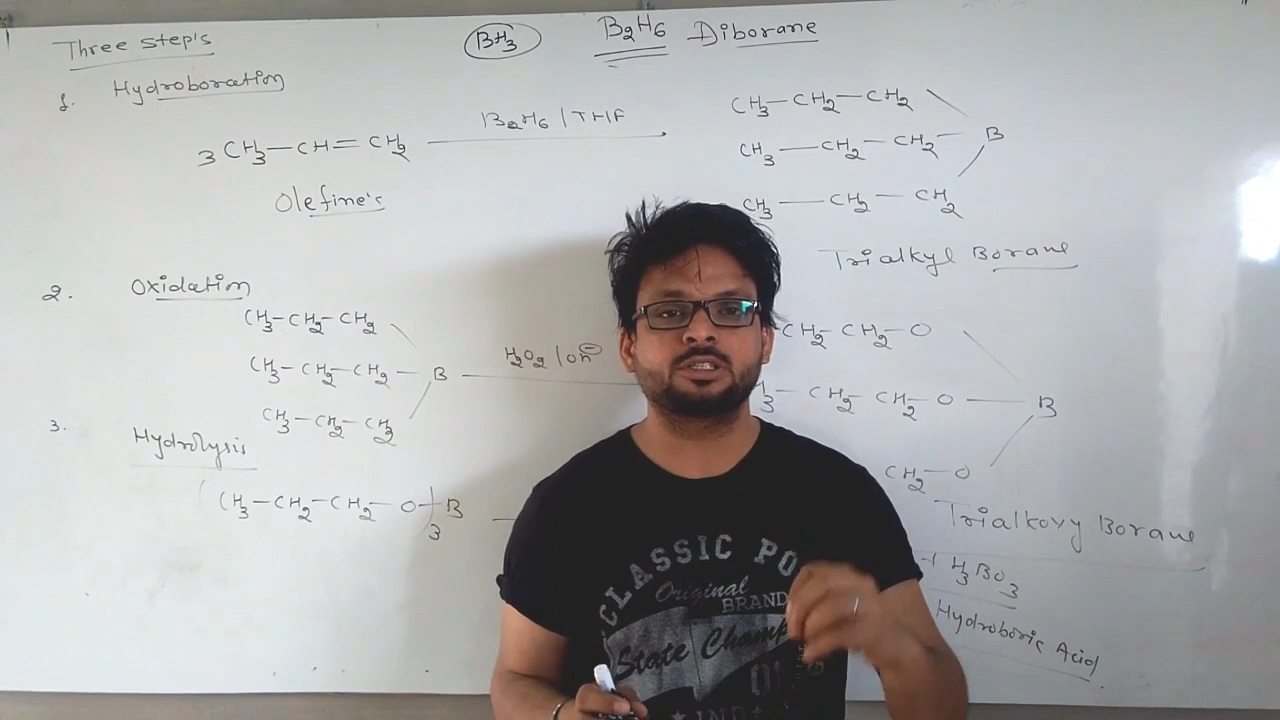 Three step's
BH3
B2H6 Diborane
1. Hydroboration
3 CH3—CH=CH2
B2H6 / THF
CH3—CH2—CH2
CH3—CH2—CH2—B
CH3—CH2—CH2
Olefine's
Trialkyl Borane
2. Oxidation
CH3—CH2—CH2
CH3—CH2—CH2—B
CH3—CH2—CH2
H2O2 / OH⊖
CH2—CH2—O
CH2 CH2—O—B
CH2—O
Trialkoxy Borane
3. Hydrolysis
(CH3—CH2—CH2—O)3B
+ H3BO3
Hydroboric Acid
CLASSIC PO
Original
BRAND
State Champ
01